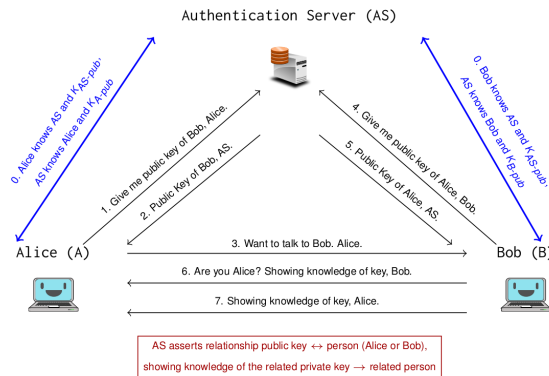 Authentication Server (AS)
0. Alice knows AS and K_AS-pub,
AS knows Alice and K_A-pub
0. Bob knows AS and K_AS-pub,
AS knows Bob and K_B-pub
1. Give me public key of Bob, Alice.
2. Public Key of Bob, AS.
4. Give me public key of Alice, Bob.
5. Public Key of Alice, AS.
Alice (A)
3. Want to talk to Bob. Alice.
Bob (B)
6. Are you Alice? Showing knowledge of key, Bob.
7. Showing knowledge of key, Alice.
AS asserts relationship public key ↔ person (Alice or Bob),
showing knowledge of the related private key → related person